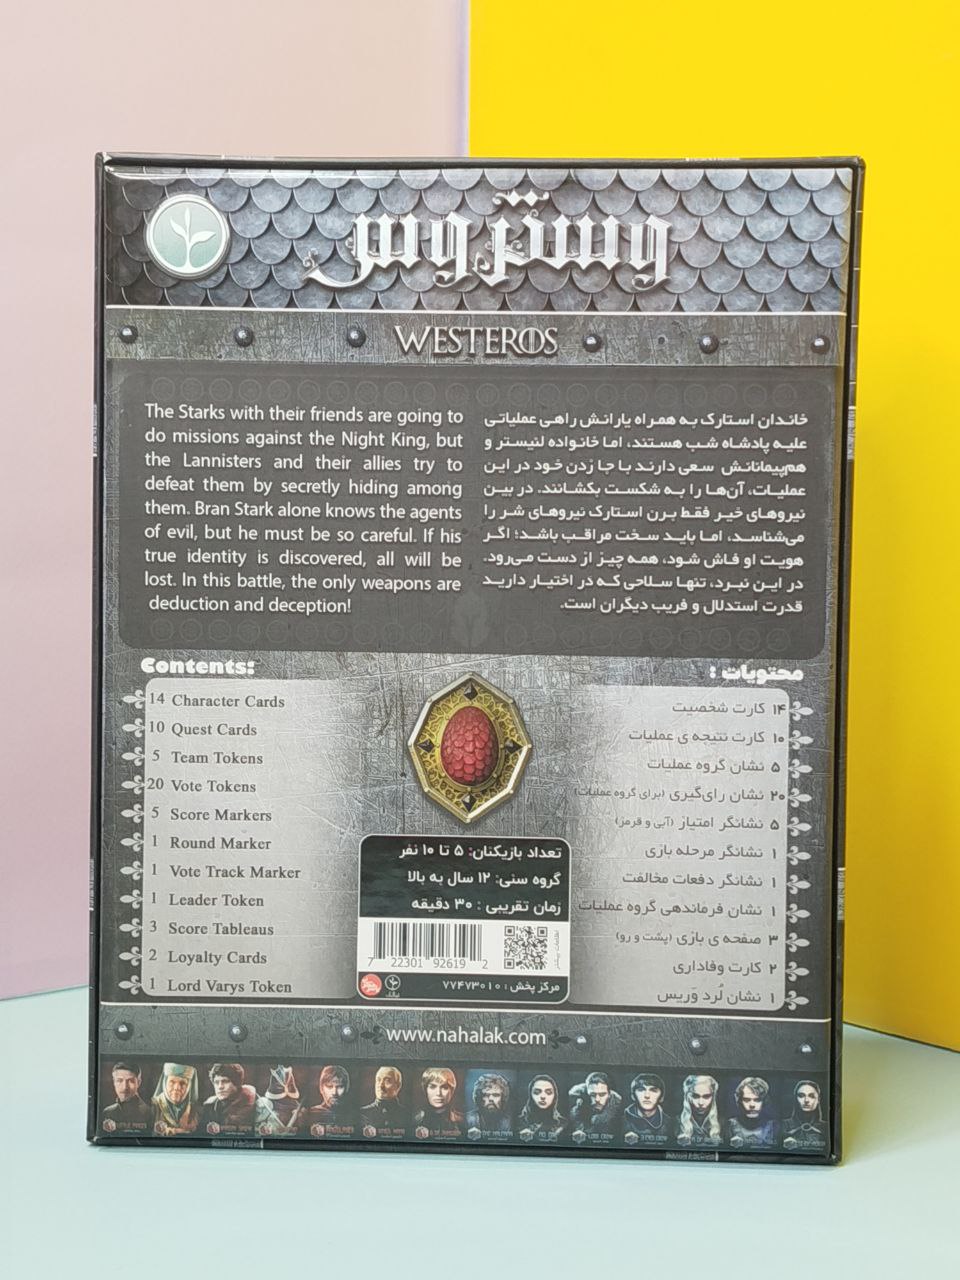 وستروس
WESTEROS
The Starks with their friends are going to
do missions against the Night King, but
the Lannisters and their allies try to
defeat them by secretly hiding among
them. Bran Stark alone knows the agents
of evil, but he must be so careful. If his
true identity is discovered, all will be
lost. In this battle, the only weapons are
deduction and deception!
خاندان استارک به همراه یارانش راهی عملیاتی
علیه پادشاه شب هستند، اما خانواده لنیستر و
هم‌پیمانانش سعی دارند با جا زدن خود در این
عملیات، آن‌ها را به شکست بکشانند. در بین
نیروهای خیر فقط برن استارک نیروهای شر را
می‌شناسد، اما باید سخت مراقب باشد؛ اگر
هویت او فاش شود، همه چیز از دست می‌رود.
در این نبرد، تنها سلاحی که در اختیار دارید
قدرت استدلال و فریب دیگران است.
Contents:
14 Character Cards
10 Quest Cards
5 Team Tokens
20 Vote Tokens
5 Score Markers
1 Round Marker
1 Vote Track Marker
1 Leader Token
3 Score Tableaus
2 Loyalty Cards
1 Lord Varys Token
محتویات :
۱۴ کارت شخصیت
۱۰ کارت نتیجه ی عملیات
۵ نشان گروه عملیات
۲۰ نشان رای‌گیری (برای گروه عملیات)
۵ نشانگر امتیاز (آبی و قرمز)
۱ نشانگر مرحله بازی
۱ نشانگر دفعات مخالفت
۱ نشان فرماندهی گروه عملیات
۳ صفحه ی بازی (پشت و رو)
۲ کارت وفاداری
۱ نشان لُرد وَریس
تعداد بازیکنان: ۵ تا ۱۰ نفر
گروه سنی: ۱۲ سال به بالا
زمان تقریبی : ۳۰ دقیقه
7 22301 92619 2
اطلاعات بیشتر
مرکز پخش : ۷۷۴۷۳۰۱۰
www.nahalak.com